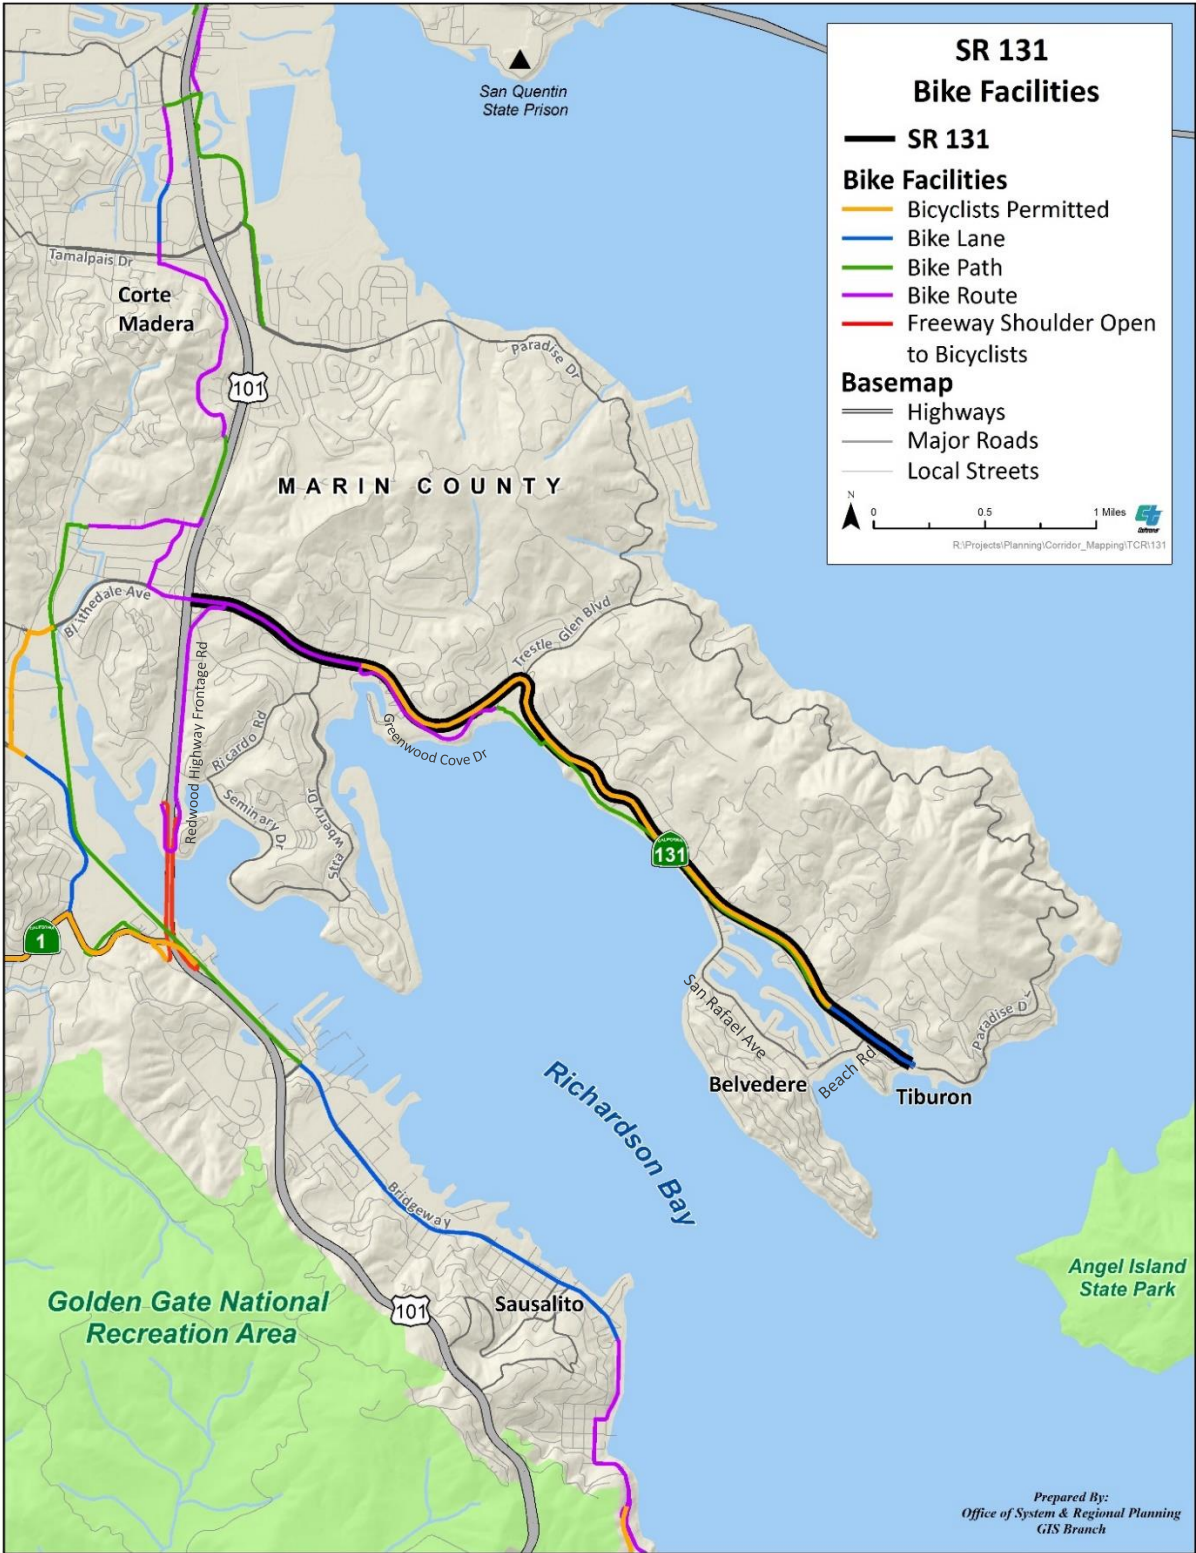 SR 131
Bike Facilities
SR 131
Bike Facilities
Bicyclists Permitted
Bike Lane
Bike Path
Bike Route
Freeway Shoulder Open
to Bicyclists
Basemap
Highways
Major Roads
Local Streets
N
0 0.5 1 Miles
Caltrans
R:\Projects\Planning\Corridor_Mapping\TCR\131
San Quentin
State Prison
Tamalpais Dr
Corte
Madera
Paradise Dr
101
MARIN COUNTY
Blithedale Ave
Trestle Glen Blvd
Redwood Highway Frontage Rd
Ricardo Rd
Greenwood Cove Dr
Seminary Dr
Strawberry Dr
CALIFORNIA
131
CALIFORNIA
1
San Rafael Ave
Paradise Dr
Beach Rd
Belvedere
Tiburon
Richardson Bay
Bridgeway
Angel Island
State Park
Golden Gate National
Recreation Area
101
Sausalito
Prepared By:
Office of System & Regional Planning
GIS Branch